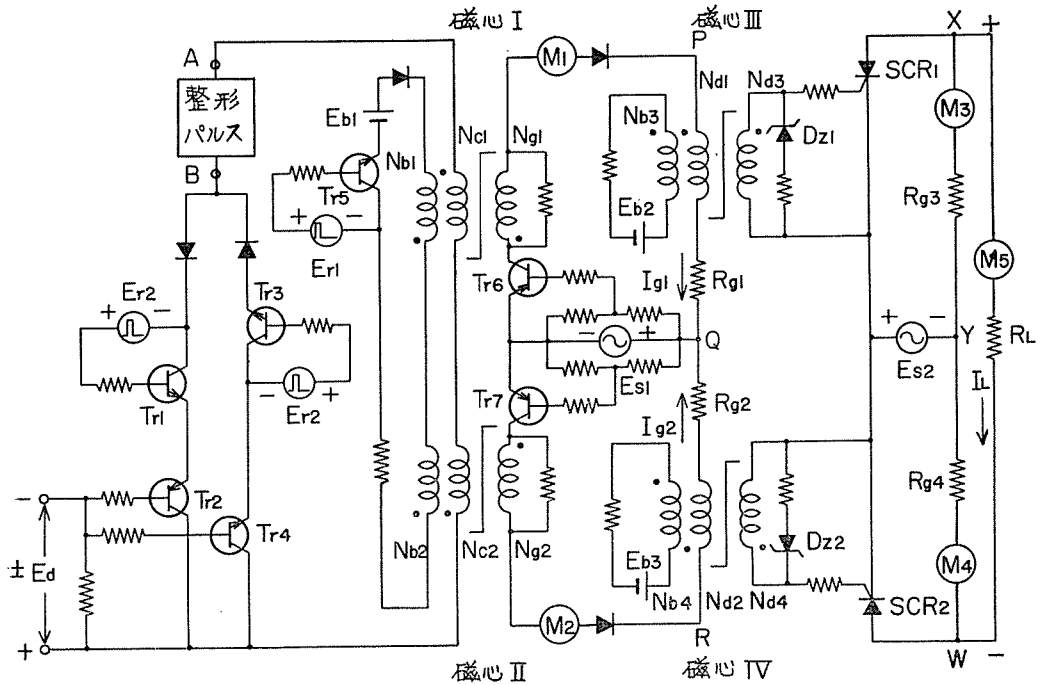 磁心 I
磁心 III
A
整形
パルス
B
Eb1
Nb1
Nc1
Ng1
M1
P
Nd1
Nd3
Nb3
Eb2
Dz1
SCR1
X
+
M3
Rg3
M5
RL
IL
Tr5
+
−
Er1
Er2
+
−
Tr3
Tr1
Er2
−
+
Tr6
Ig1
Rg1
−
+
Q
Es1
Tr7
Ig2
Rg2
+
−
Es2
Y
Rg4
M4
−
Tr2
Tr4
± Ed
+
Nb2
Nc2
Ng2
M2
Eb3
Nb4
Nd2
Nd4
Dz2
SCR2
R
W
−
磁心 II
磁心 IV